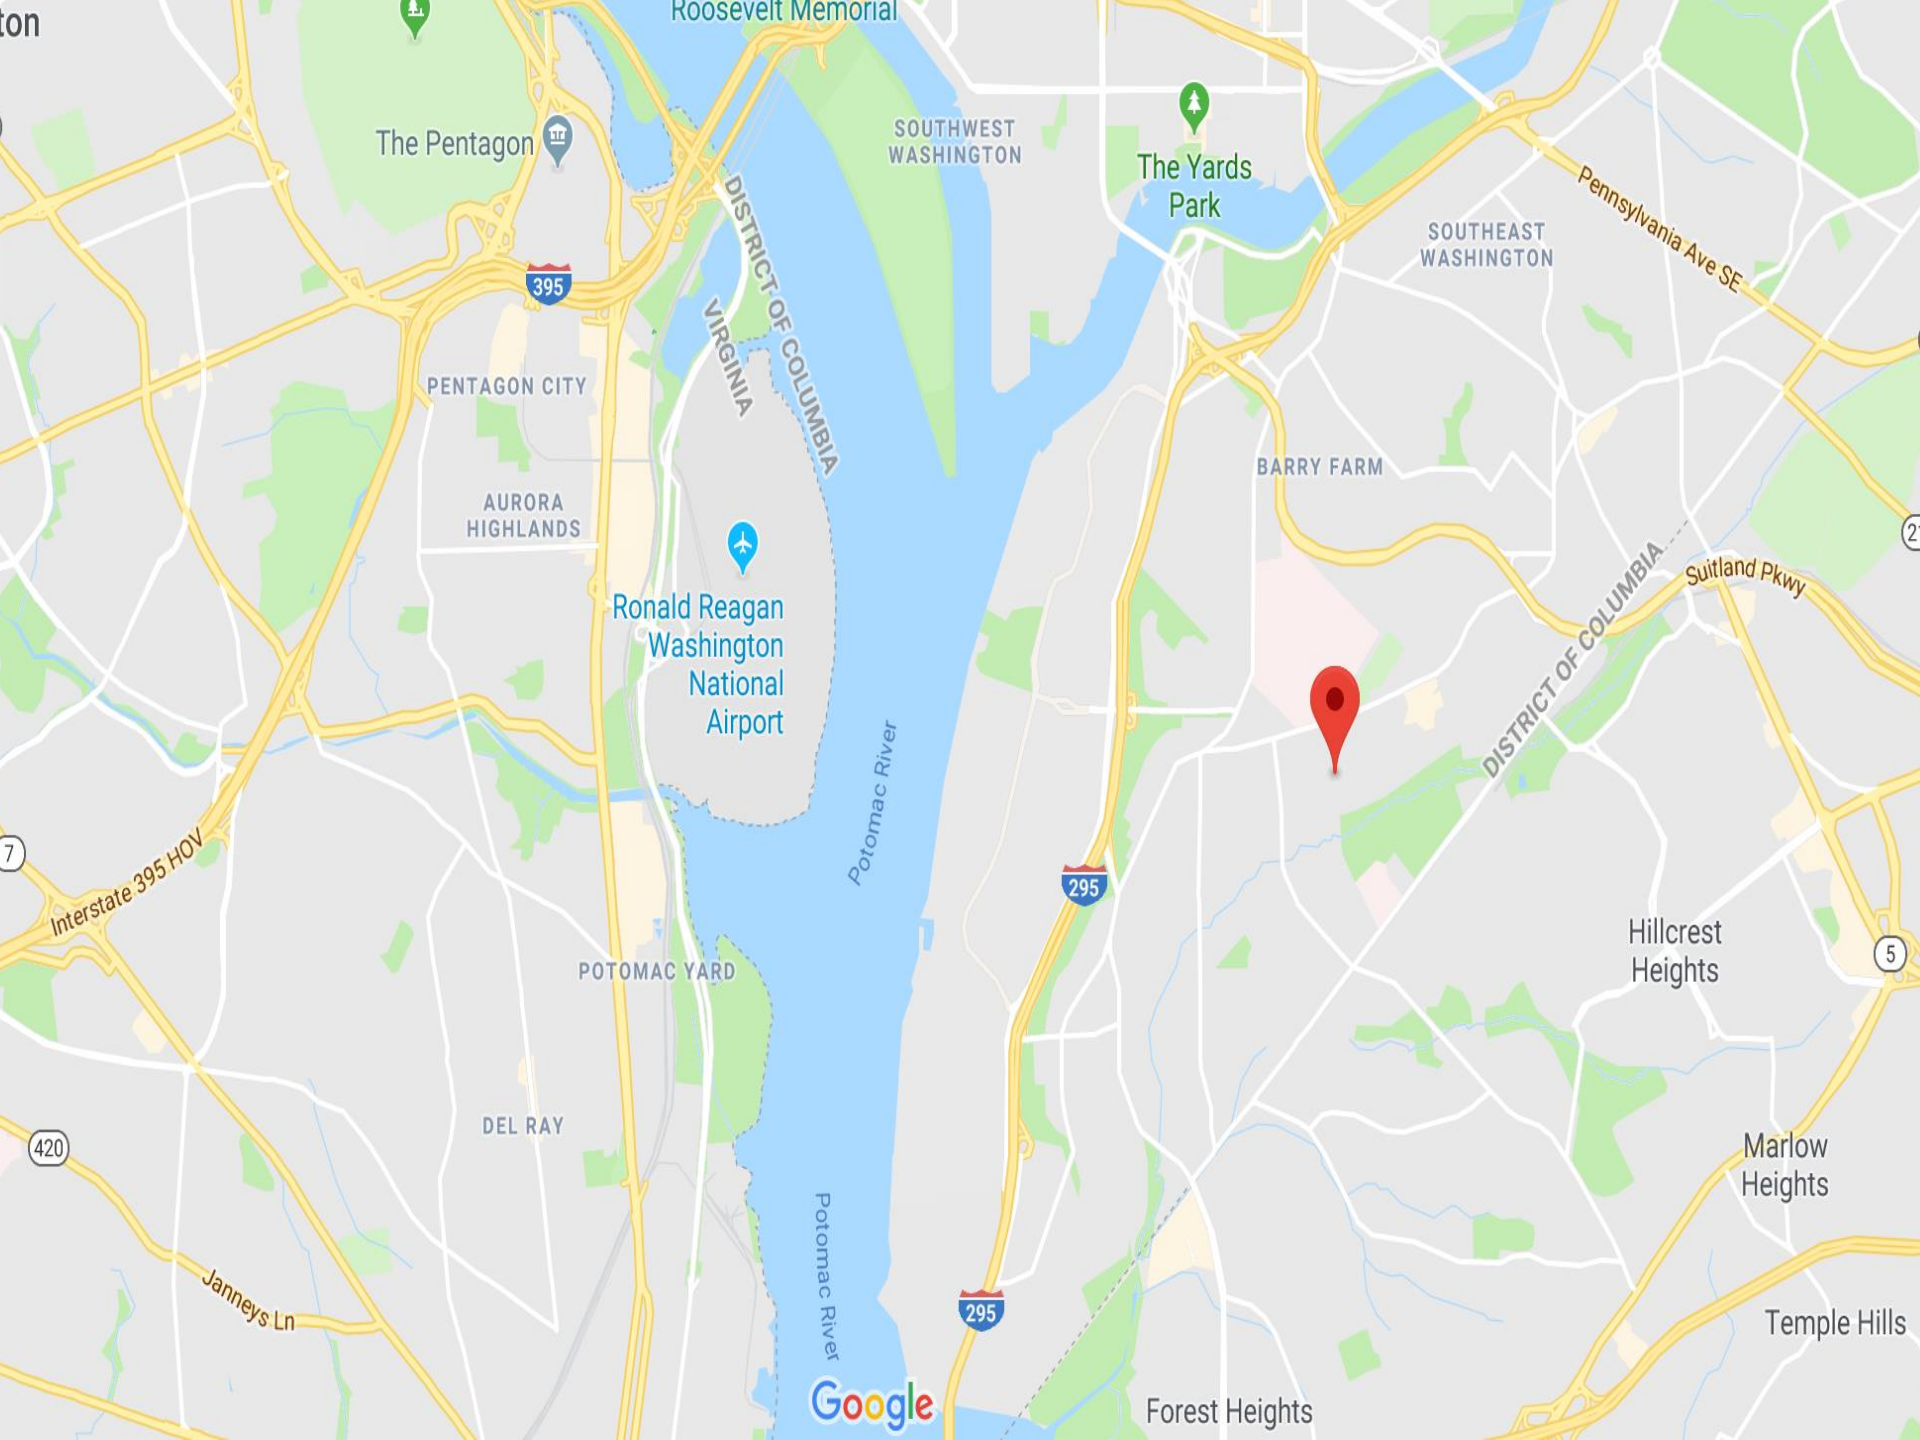 ton
Roosevelt Memorial
The Pentagon
SOUTHWEST
WASHINGTON
The Yards
Park
Pennsylvania Ave SE
SOUTHEAST
WASHINGTON
DISTRICT OF COLUMBIA
VIRGINIA
395
PENTAGON CITY
BARRY FARM
AURORA
HIGHLANDS
Ronald Reagan
Washington
National
Airport
Suitland Pkwy
DISTRICT OF COLUMBIA
Potomac River
Interstate 395 HOV
7
295
Hillcrest
Heights
5
POTOMAC YARD
DEL RAY
420
Marlow
Heights
Potomac River
Janneys Ln
295
Temple Hills
Google
Forest Heights